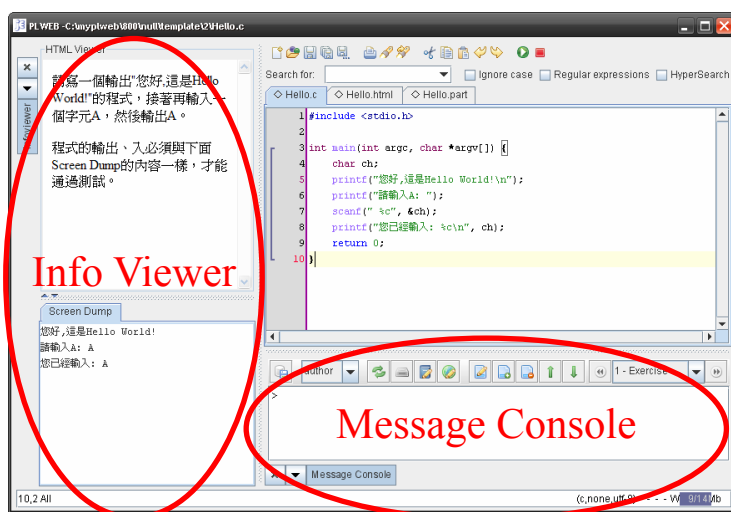 PLWEB -C:\myplweb\800\null\template\2\Hello.c
HTML Viewer
請寫一個輸出"您好,這是Hello
World!"的程式，接著再輸入一
個字元A，然後輸出A。
程式的輸出、入必須與下面
Screen Dump的內容一樣，才能
通過測試。
Info Viewer
Screen Dump
您好,這是Hello World!
請輸入A: A
您已經輸入: A
Search for:
Ignore case
Regular expressions
HyperSearch
Hello.c
Hello.html
Hello.part
1 #include <stdio.h>
2
3 int main(int argc, char *argv[]) {
4 char ch;
5 printf("您好,這是Hello World!\n");
6 printf("請輸入A: ");
7 scanf(" %c", &ch);
8 printf("您已經輸入: %c\n", ch);
9 return 0;
10 }
author
1 - Exercise
>
Message Console
Message Console
10,2 All
(c,none,utf-8) - - - - W 9/14Mb